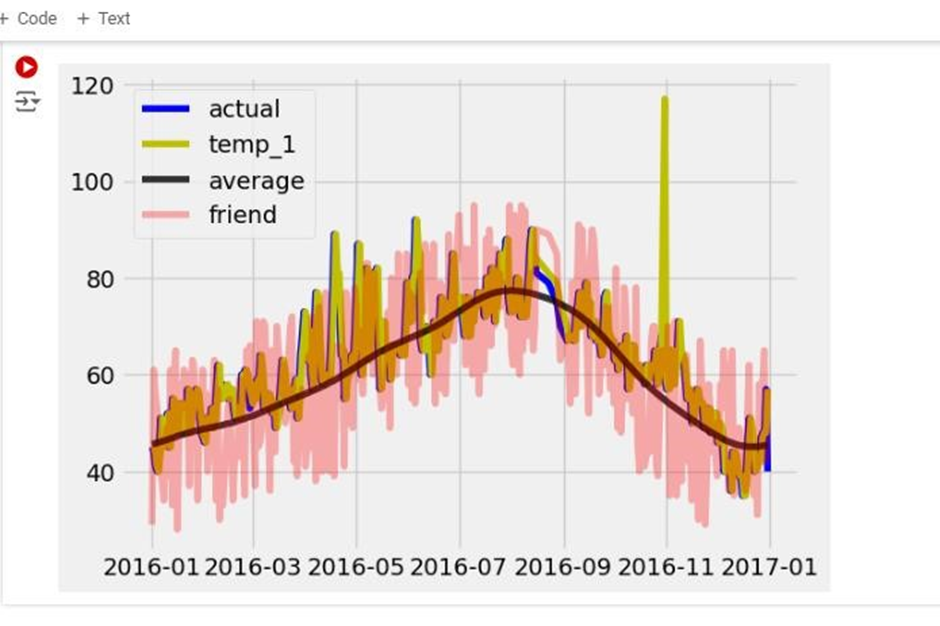 + Code + Text
120
100
80
60
40
actual
temp_1
average
friend
2016-01 2016-03 2016-05 2016-07 2016-09 2016-11 2017-01